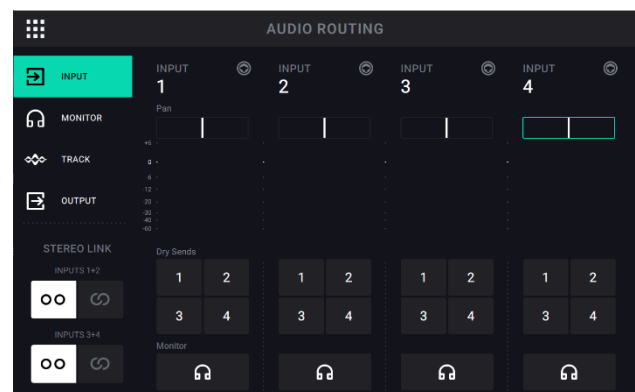 AUDIO ROUTING
INPUT
MONITOR
TRACK
OUTPUT
STEREO LINK
INPUTS 1+2
INPUTS 3+4
INPUT INPUT INPUT INPUT
1 2 3 4
Pan
+6
0
-6
-12
-20
-30
-40
-60
Dry Sends
1 2 1 2 1 2 1 2
3 4 3 4 3 4 3 4
Monitor